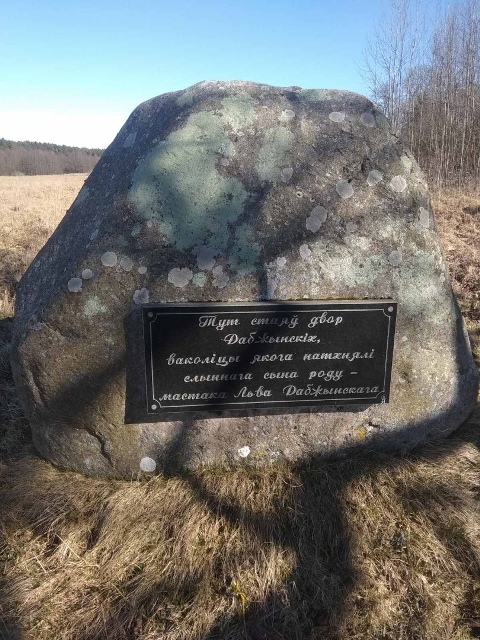 Тут стаяў двор
Дабжынскіх,
ваколіцы якога натхнялі
слыннага сына роду –
мастака Льва Дабжынскага